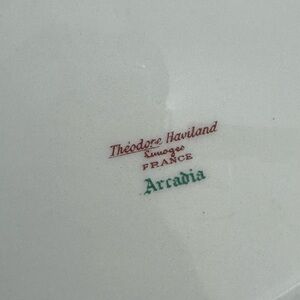 Théodore Haviland
Limoges
FRANCE
Arcadia